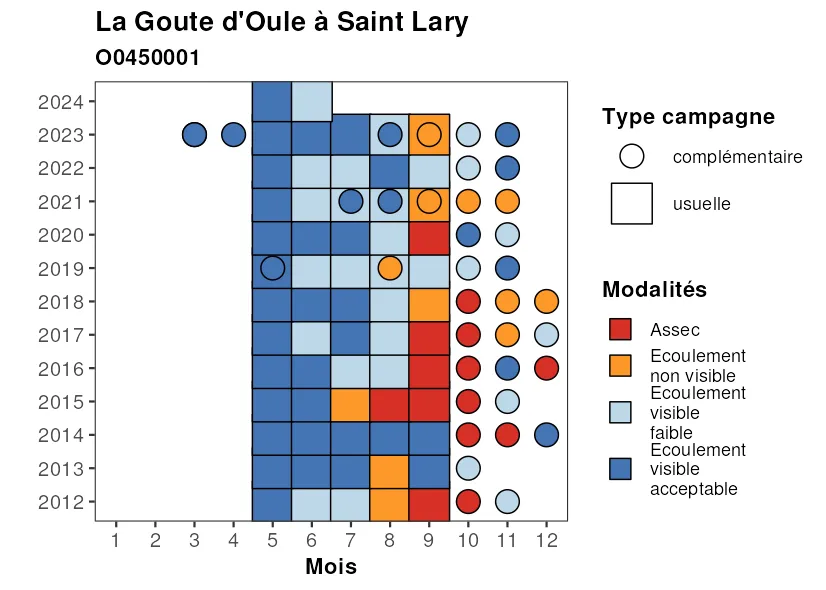 La Goute d'Oule à Saint Lary
O0450001
2024
2023
2022
2021
2020
2019
2018
2017
2016
2015
2014
2013
2012
1 2 3 4 5 6 7 8 9 10 11 12
Mois
Type campagne
complémentaire
usuelle
Modalités
Assec
Ecoulement
non visible
Ecoulement
visible
faible
Ecoulement
visible
acceptable